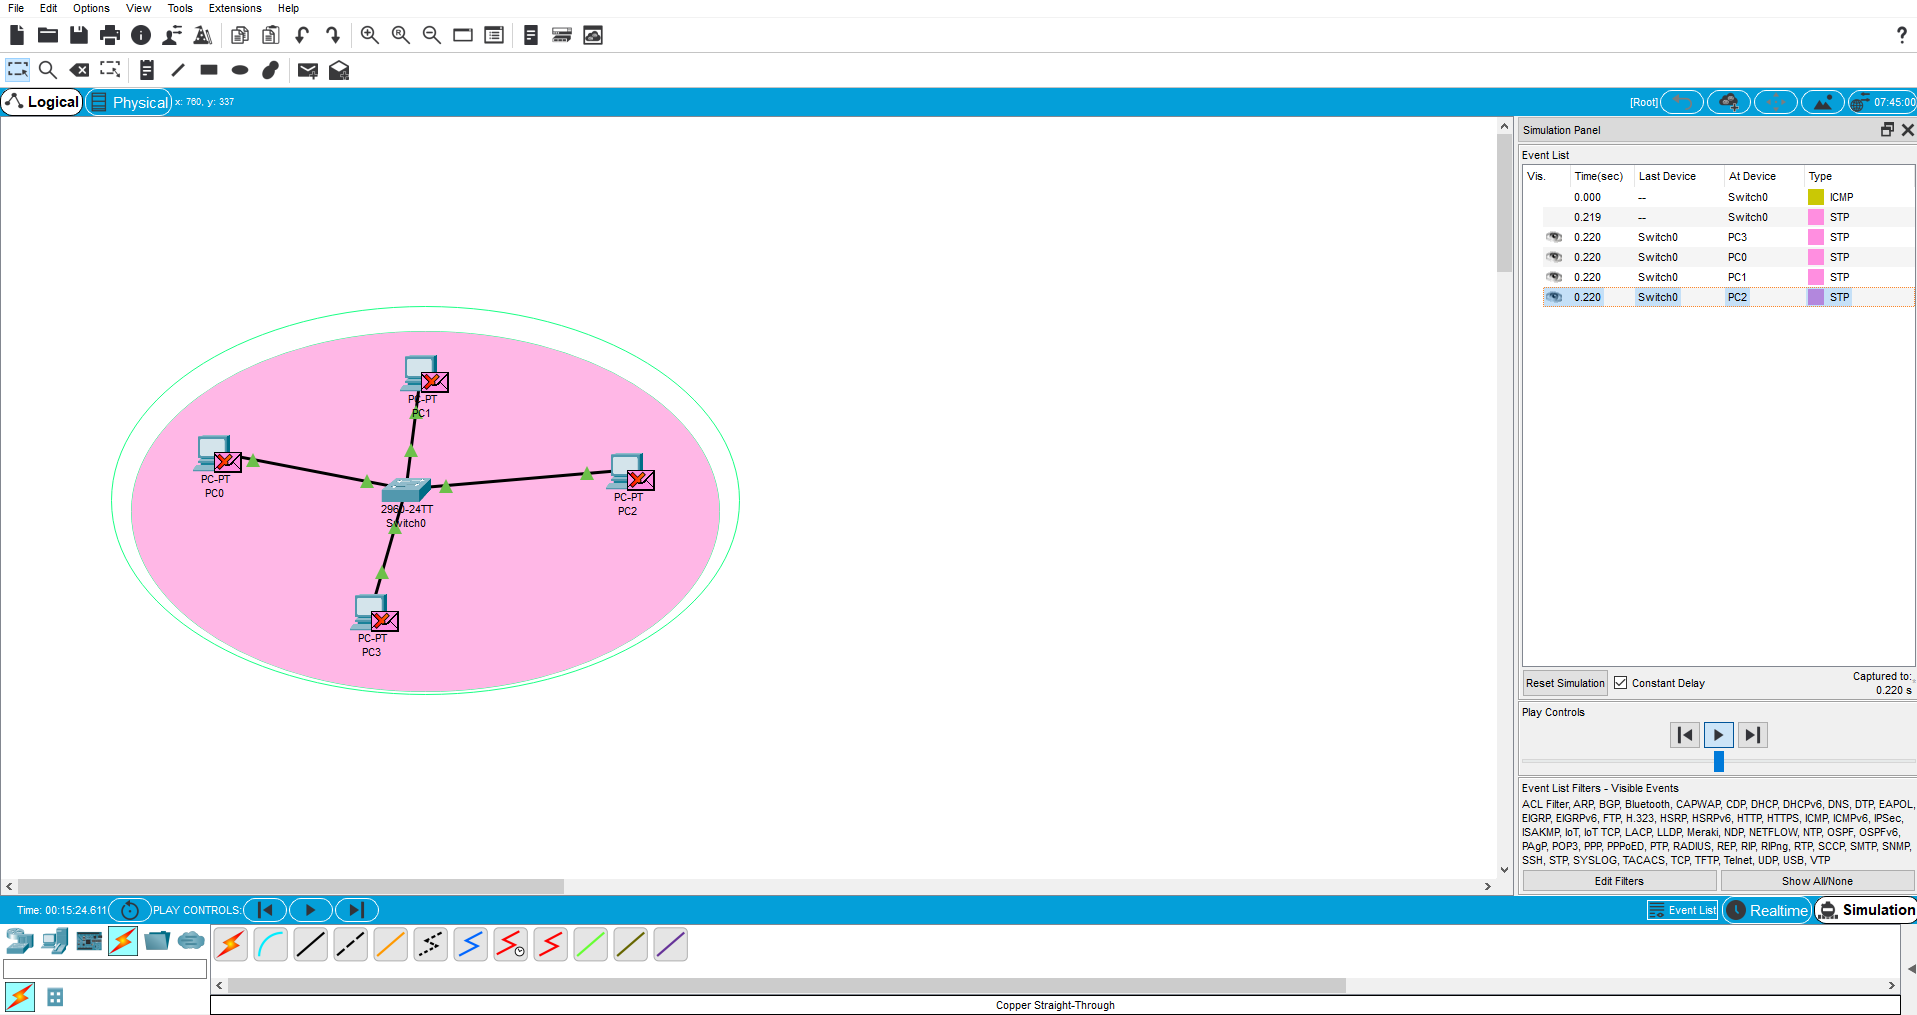 File Edit Options View Tools Extensions Help
?
Logical Physical x: 760, y: 337 [Root] 07:45:00
Simulation Panel
Event List
Vis. Time(sec) Last Device At Device Type
0.000 -- Switch0 ICMP
0.219 -- Switch0 STP
0.220 Switch0 PC3 STP
0.220 Switch0 PC0 STP
0.220 Switch0 PC1 STP
0.220 Switch0 PC2 STP
PC-PT
PC1
PC-PT
PC0
PC-PT
PC2
2960-24TT
Switch0
PC-PT
PC3
Reset Simulation Constant Delay Captured to:
0.220 s
Play Controls
Event List Filters - Visible Events
ACL Filter, ARP, BGP, Bluetooth, CAPWAP, CDP, DHCP, DHCPv6, DNS, DTP, EAPOL,
EIGRP, EIGRPv6, FTP, H.323, HSRP, HSRPv6, HTTP, HTTPS, ICMP, ICMPv6, IPSec,
ISAKMP, IoT, IoT TCP, LACP, LLDP, Meraki, NDP, NETFLOW, NTP, OSPF, OSPFv6,
PAgP, POP3, PPP, PPPoED, PTP, RADIUS, REP, RIP, RIPng, RTP, SCCP, SMTP, SNMP,
SSH, STP, SYSLOG, TACACS, TCP, TFTP, Telnet, UDP, USB, VTP
Edit Filters Show All/None
Time: 00:15:24.611 PLAY CONTROLS: Event List Realtime Simulation
Copper Straight-Through